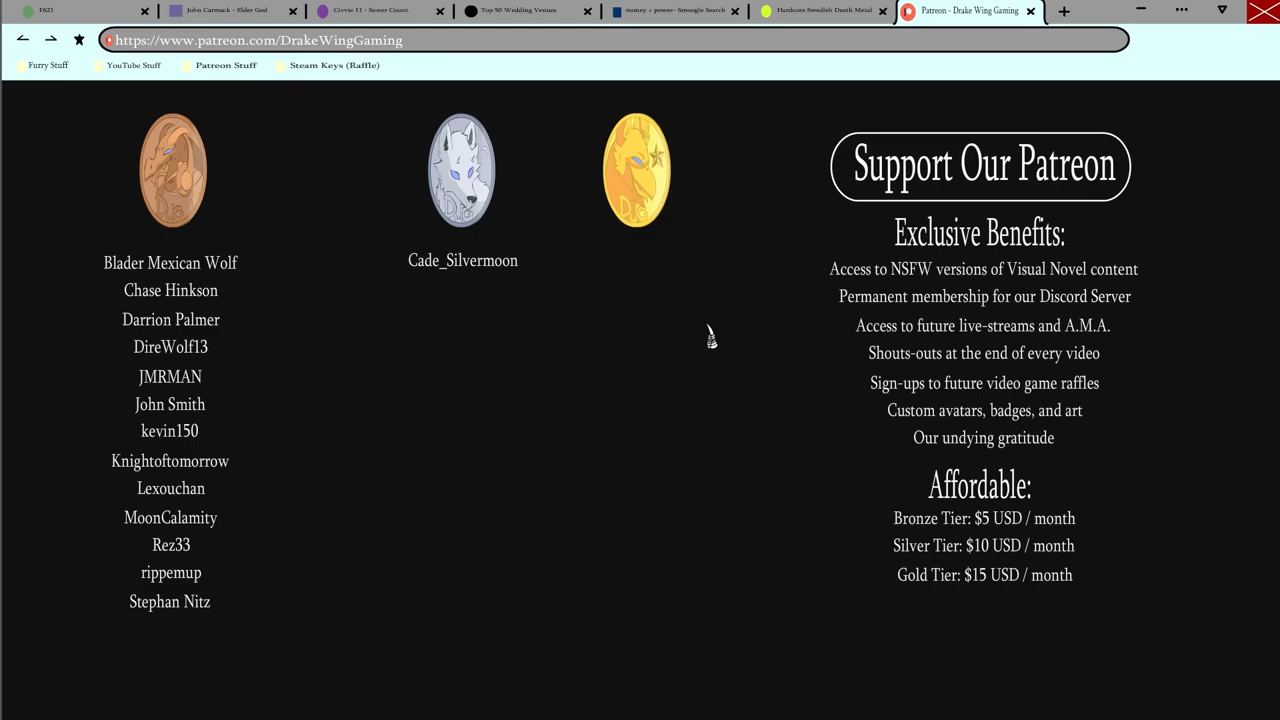 F621
John Carmack - Elder God
Civvie 11 - Sewer Count
Top 50 Wedding Venues
money + power- Smoogle Search
Hardcore Swedish Death Metal
Patreon - Drake Wing Gaming
https://www.patreon.com/DrakeWingGaming
Furry Stuff
YouTube Stuff
Patreon Stuff
Steam Keys (Raffle)
DWG
DWG
DWG
Blader Mexican Wolf
Chase Hinkson
Darrion Palmer
DireWolf13
JMRMAN
John Smith
kevin150
Knightoftomorrow
Lexouchan
MoonCalamity
Rez33
rippemup
Stephan Nitz
Cade_Silvermoon
Support Our Patreon
Exclusive Benefits:
Access to NSFW versions of Visual Novel content
Permanent membership for our Discord Server
Access to future live-streams and A.M.A.
Shouts-outs at the end of every video
Sign-ups to future video game raffles
Custom avatars, badges, and art
Our undying gratitude
Affordable:
Bronze Tier: $5 USD / month
Silver Tier: $10 USD / month
Gold Tier: $15 USD / month